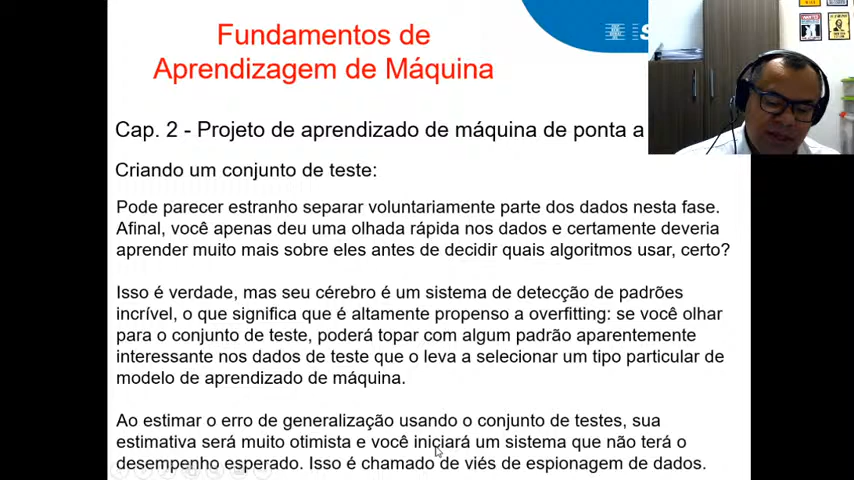 Fundamentos de
Aprendizagem de Máquina
Cap. 2 - Projeto de aprendizado de máquina de ponta a
Criando um conjunto de teste:
Pode parecer estranho separar voluntariamente parte dos dados nesta fase.
Afinal, você apenas deu uma olhada rápida nos dados e certamente deveria
aprender muito mais sobre eles antes de decidir quais algoritmos usar, certo?
Isso é verdade, mas seu cérebro é um sistema de detecção de padrões
incrível, o que significa que é altamente propenso a overfitting: se você olhar
para o conjunto de teste, poderá topar com algum padrão aparentemente
interessante nos dados de teste que o leva a selecionar um tipo particular de
modelo de aprendizado de máquina.
Ao estimar o erro de generalização usando o conjunto de testes, sua
estimativa será muito otimista e você iniciará um sistema que não terá o
desempenho esperado. Isso é chamado de viés de espionagem de dados.